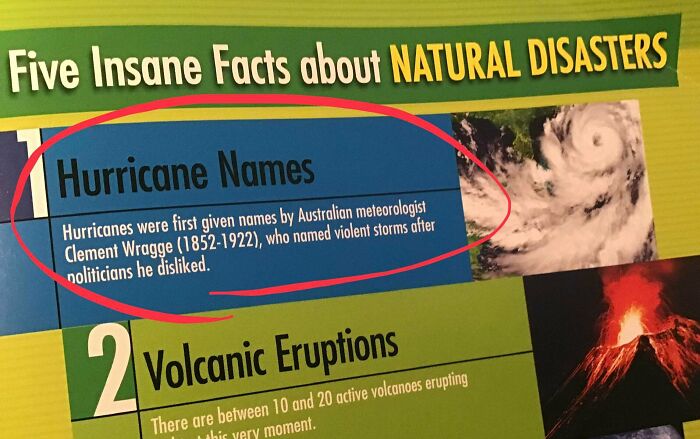 Five Insane Facts about NATURAL DISASTERS
1
Hurricane Names
Hurricanes were first given names by Australian meteorologist
Clement Wragge (1852-1922), who named violent storms after
politicians he disliked.
2
Volcanic Eruptions
There are between 10 and 20 active volcanoes erupting
this very moment.